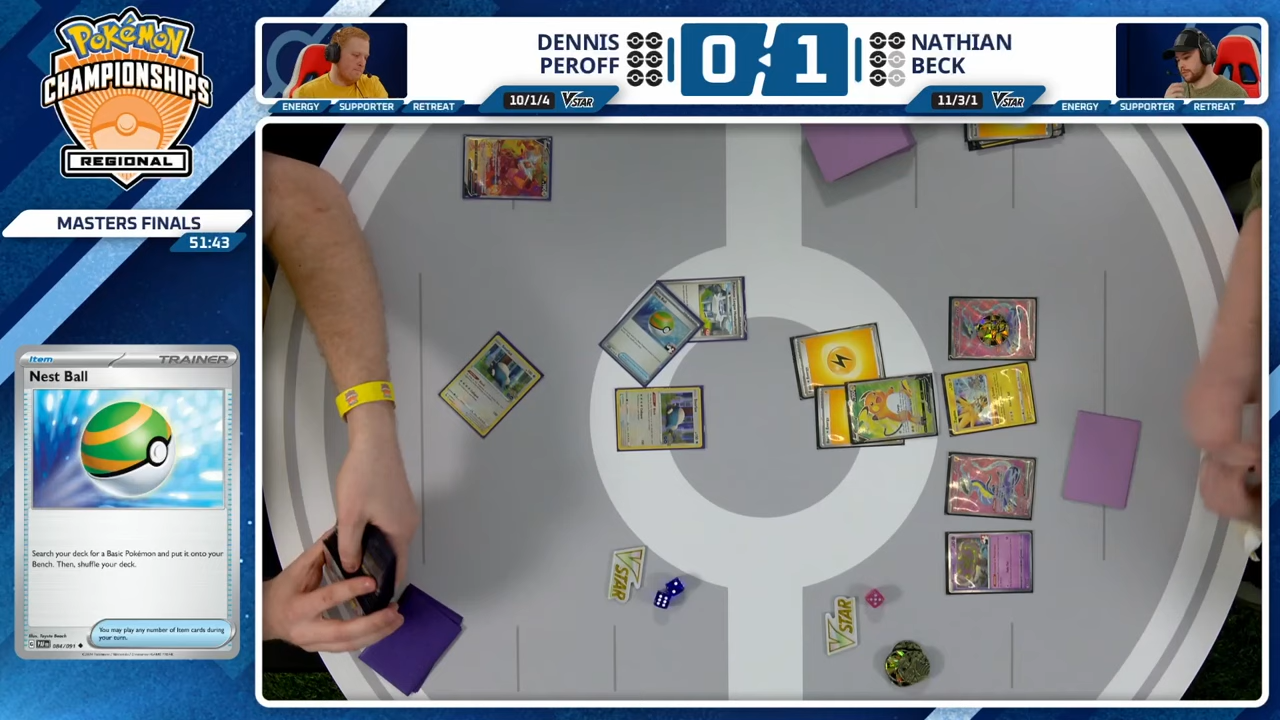 Pokémon
CHAMPIONSHIPS
REGIONAL
MASTERS FINALS
51:43
DENNIS
PEROFF
0
1
NATHIAN
BECK
ENERGY
SUPPORTER
RETREAT
10/1/4
VSTAR
11/3/1
VSTAR
ENERGY
SUPPORTER
RETREAT
Item
TRAINER
Nest Ball
Search your deck for a Basic Pokémon and put it onto your
Bench. Then, shuffle your deck.
You may play any number of Item cards during
your turn.
VSTAR
VSTAR